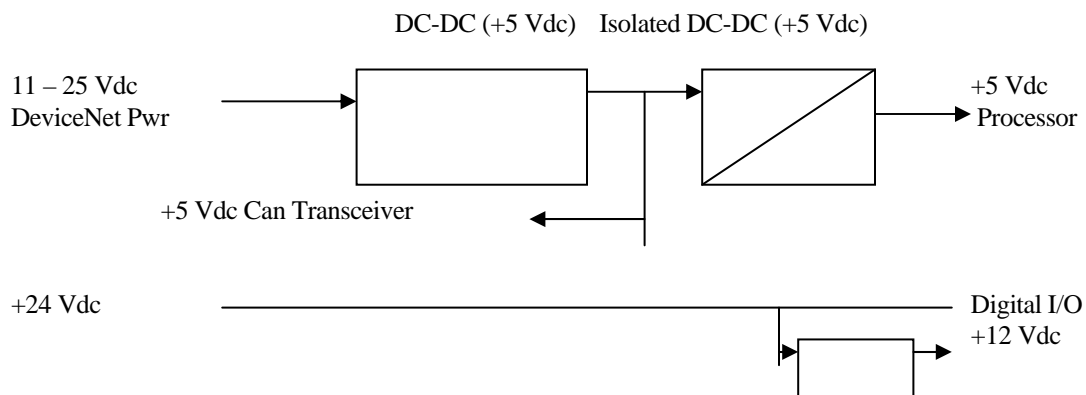 DC-DC (+5 Vdc) Isolated DC-DC (+5 Vdc)
11 – 25 Vdc
DeviceNet Pwr
+5 Vdc
Processor
+5 Vdc Can Transceiver
+24 Vdc
Digital I/O
+12 Vdc